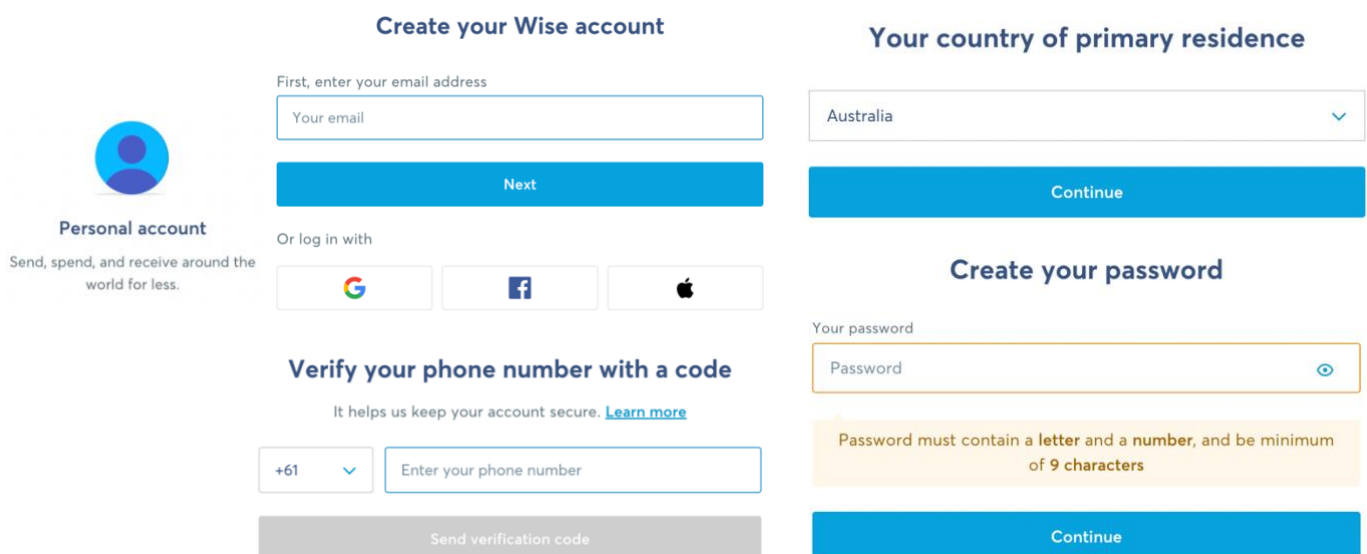 Personal account
Send, spend, and receive around the
world for less.
Create your Wise account
First, enter your email address
Your email
Next
Or log in with
Verify your phone number with a code
It helps us keep your account secure. Learn more
+61
Enter your phone number
Send verification code
Your country of primary residence
Australia
Continue
Create your password
Your password
Password
Password must contain a letter and a number, and be minimum
of 9 characters
Continue